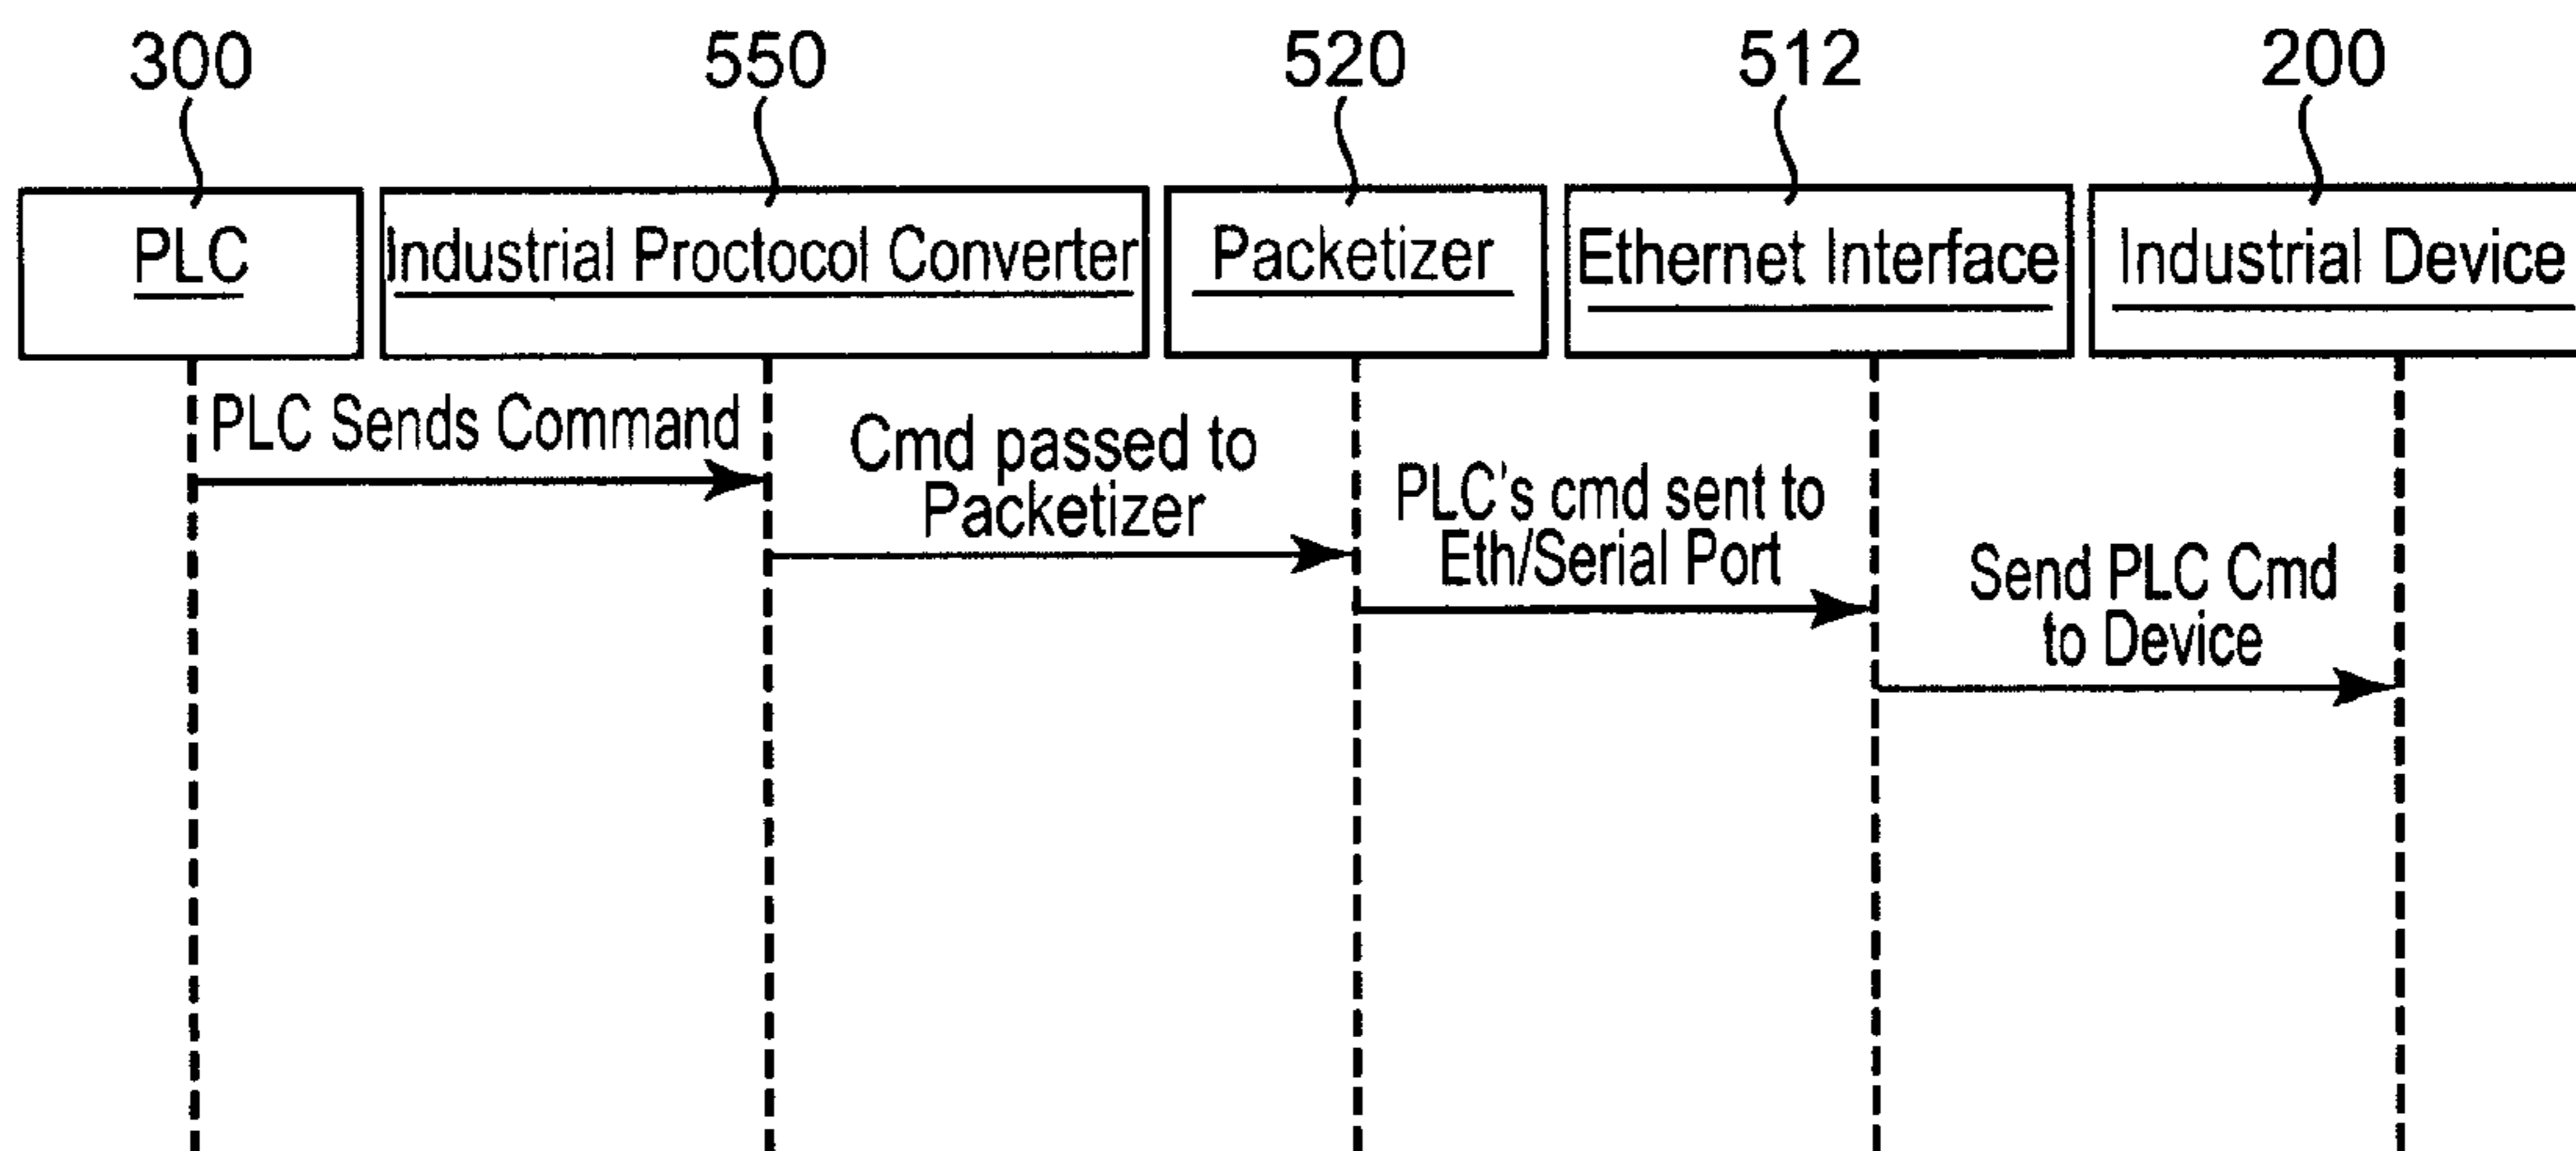 300
550
520
512
200
PLC
Industrial Proctocol Converter
Packetizer
Ethernet Interface
Industrial Device
PLC Sends Command
Cmd passed to
Packetizer
PLC's cmd sent to
Eth/Serial Port
Send PLC Cmd
to Device